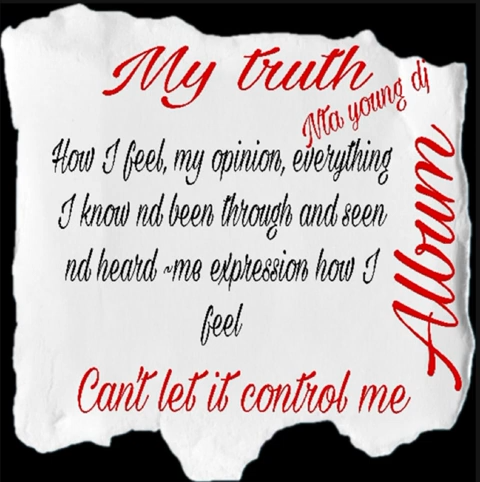 My truth
Nta young dj
How I feel, my opinion, everything
I know nd been through and seen
nd heard ~me expression how I
feel
Album
Can't let it control me